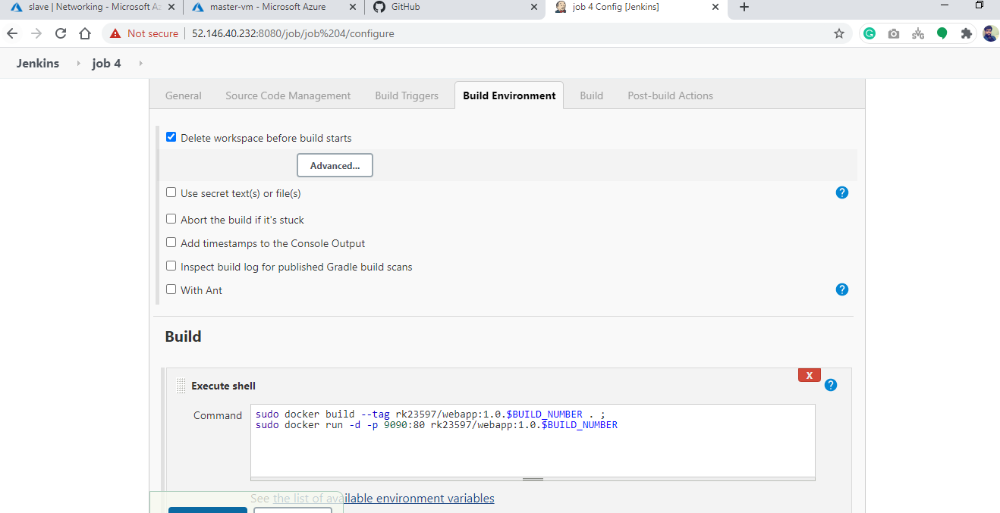 slave | Networking - Microsoft Az
master-vm - Microsoft Azure
GitHub
job 4 Config [Jenkins]
Not secure
52.146.40.232:8080/job/job%204/configure
Jenkins
job 4
General
Source Code Management
Build Triggers
Build Environment
Build
Post-build Actions
Delete workspace before build starts
Advanced...
Use secret text(s) or file(s)
Abort the build if it's stuck
Add timestamps to the Console Output
Inspect build log for published Gradle build scans
With Ant
Build
X
Execute shell
Command
sudo docker build --tag rk23597/webapp:1.0.$BUILD_NUMBER . ;
sudo docker run -d -p 9090:80 rk23597/webapp:1.0.$BUILD_NUMBER
See the list of available environment variables